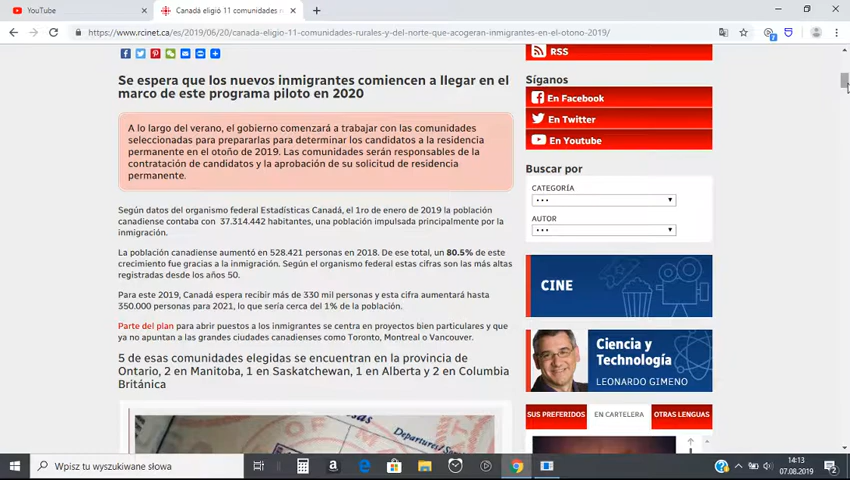 YouTube
Canadá eligió 11 comunidades r
https://www.rcinet.ca/es/2019/06/20/canada-eligio-11-comunidades-rurales-y-del-norte-que-acogeran-inmigrantes-en-el-otono-2019/
Se espera que los nuevos inmigrantes comiencen a llegar en el
marco de este programa piloto en 2020
A lo largo del verano, el gobierno comenzará a trabajar con las comunidades
seleccionadas para prepararlas para determinar los candidatos a la residencia
permanente en el otoño de 2019. Las comunidades serán responsables de la
contratación de candidatos y la aprobación de su solicitud de residencia
permanente.
Según datos del organismo federal Estadísticas Canadá, el 1ro de enero de 2019 la población
canadiense contaba con 37.314.442 habitantes, una población impulsada principalmente por la
inmigración.
La población canadiense aumentó en 528.421 personas en 2018. De ese total, un 80.5% de este
crecimiento fue gracias a la inmigración. Según el organismo federal estas cifras son las más altas
registradas desde los años 50.
Para este 2019, Canadá espera recibir más de 330 mil personas y esta cifra aumentará hasta
350.000 personas para 2021, lo que sería cerca del 1% de la población.
Parte del plan para abrir puestos a los inmigrantes se centra en proyectos bien particulares y que
ya no apuntan a las grandes ciudades canadienses como Toronto, Montreal o Vancouver.
5 de esas comunidades elegidas se encuentran en la provincia de
Ontario, 2 en Manitoba, 1 en Saskatchewan, 1 en Alberta y 2 en Columbia
Británica
Departures/
RSS
Síganos
En Facebook
En Twitter
En Youtube
Buscar por
CATEGORÍA
• • •
AUTOR
• • •
CINE
Ciencia y
Tecnología
LEONARDO GIMENO
SUS PREFERIDOS
EN CARTELERA
OTRAS LENGUAS
Wpisz tu wyszukiwane słowa
14:13
07.08.2019